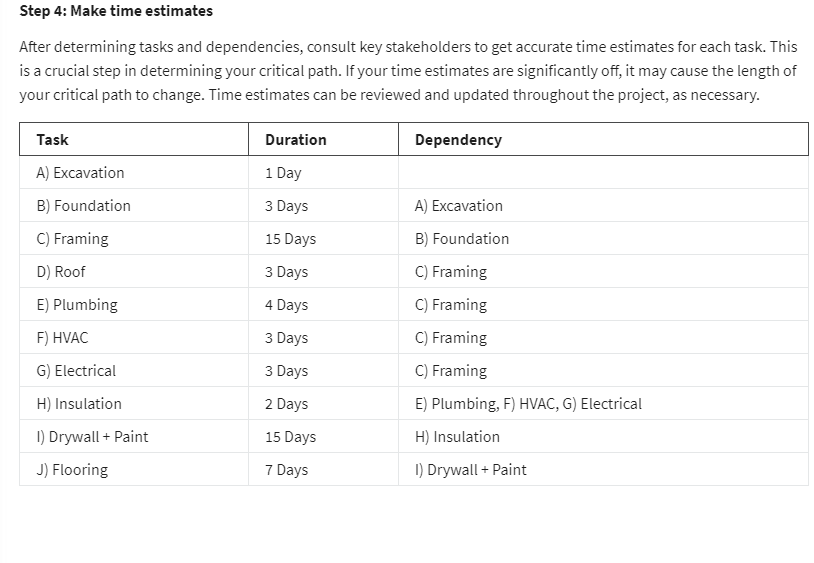 Step 4: Make time estimates
After determining tasks and dependencies, consult key stakeholders to get accurate time estimates for each task. This
is a crucial step in determining your critical path. If your time estimates are significantly off, it may cause the length of
your critical path to change. Time estimates can be reviewed and updated throughout the project, as necessary.
Task Duration Dependency
A) Excavation 1 Day
B) Foundation 3 Days A) Excavation
C) Framing 15 Days B) Foundation
D) Roof 3 Days C) Framing
E) Plumbing 4 Days C) Framing
F) HVAC 3 Days C) Framing
G) Electrical 3 Days C) Framing
H) Insulation 2 Days E) Plumbing, F) HVAC, G) Electrical
I) Drywall + Paint 15 Days H) Insulation
J) Flooring 7 Days I) Drywall + Paint